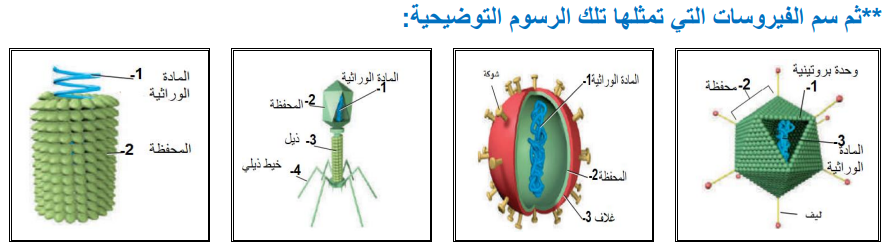 **ثم سم الفيروسات التي تمثلها تلك الرسوم التوضيحية:
وحدة بروتينية
-1
-2 محفظة
-3
المادة
الوراثية
ليف
شوكة
المادة الوراثية 1-
-2
المحفظة
3- غلاف
المادة الوراثية
-1
المحفظة -2
ذيل -3
خيط ذيلي -4
المادة -1
الوراثية
المحفظة -2